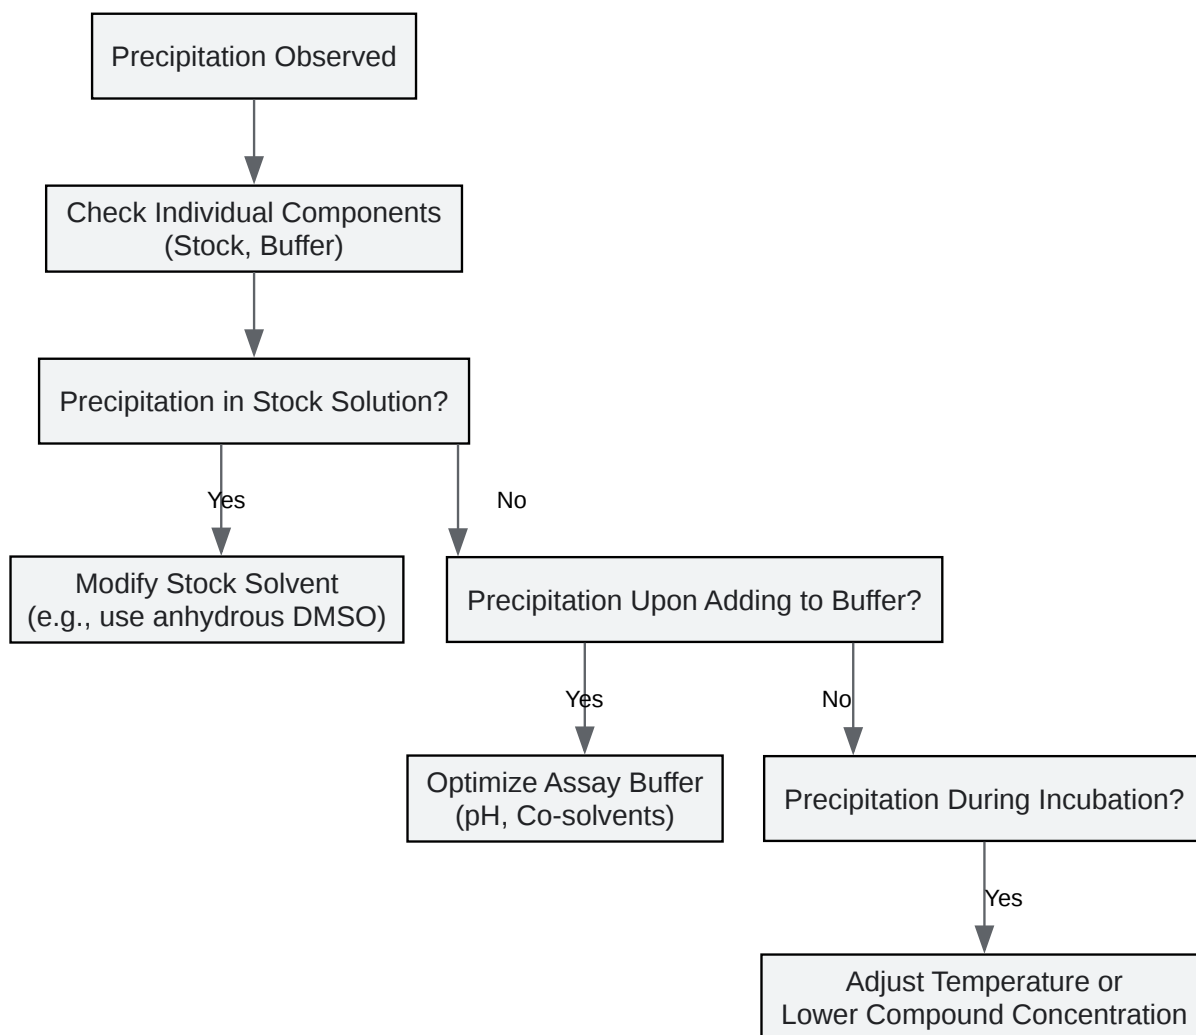 Precipitation Observed
Check Individual Components
(Stock, Buffer)
Precipitation in Stock Solution?
Yes
No
Modify Stock Solvent
(e.g., use anhydrous DMSO)
Precipitation Upon Adding to Buffer?
Yes
No
Optimize Assay Buffer
(pH, Co-solvents)
Precipitation During Incubation?
Yes
Adjust Temperature or
Lower Compound Concentration